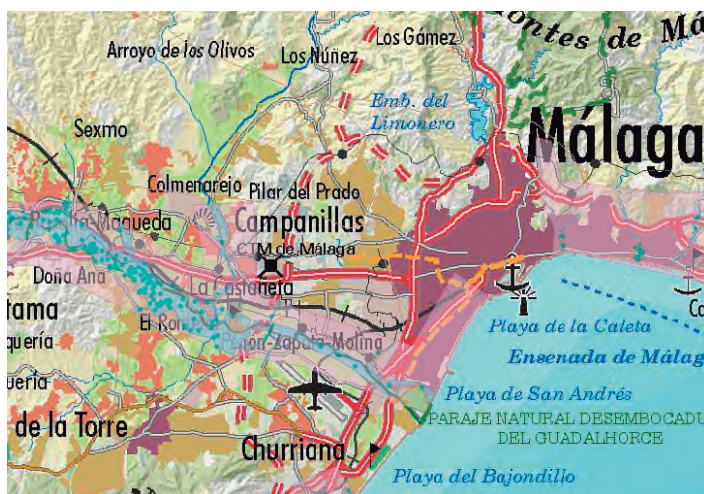 Los Gámez
Montes de Má
Arroyo de los Olivos
Los Núñez
Emb. del
Limonero
Sexmo
Málaga
Colmenarejo
Pilar del Prado
Campanillas
CTM de Málaga
Doña Ana
La Castañeta
tama
El Ron
quería
Peñón-Zapata-Molina
Playa de la Caleta
Ensenada de Málag
uería
Playa de San Andrés
de la Torre
PARAJE NATURAL DESEMBOCADU
DEL GUADALHORCE
Churriana
Playa del Bajondillo